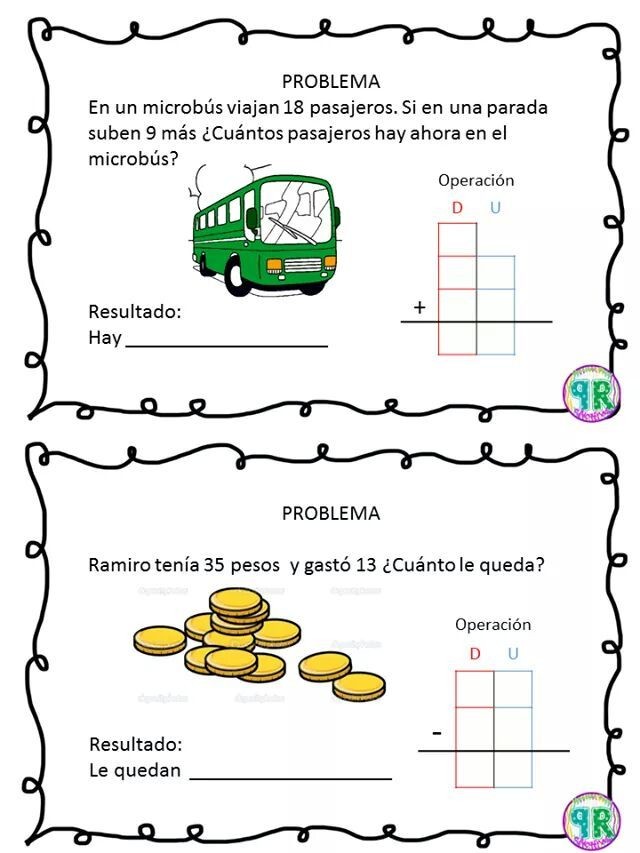 PROBLEMA
En un microbús viajan 18 pasajeros. Si en una parada
suben 9 más ¿Cuántos pasajeros hay ahora en el
microbús?
Operación
D U
+
Resultado:
Hay
PR
PROBLEMA
Ramiro tenía 35 pesos y gastó 13 ¿Cuánto le queda?
Operación
D U
-
Resultado:
Le quedan
PR